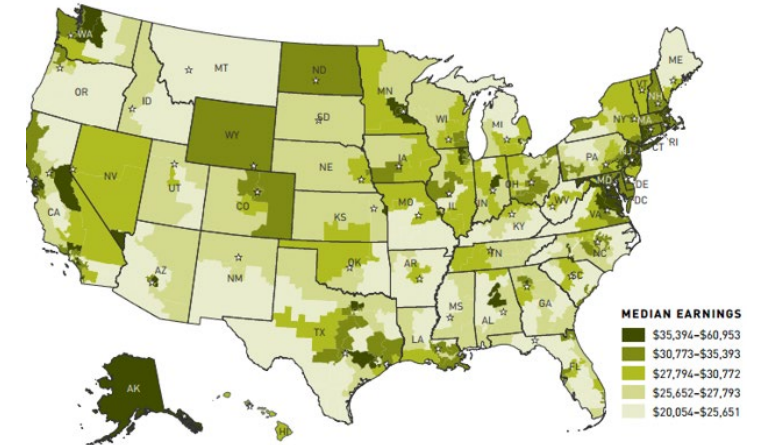 ME
WA
MT
ND
MN
VT
NH
OR
ID
SD
WI
MI
NY
MA
RI
CT
WY
IA
PA
NE
NV
UT
IL
IN
OH
MD
DE
DC
CO
CA
KS
MO
WV
VA
KY
AZ
NM
OK
AR
TN
NC
SC
MS
AL
GA
TX
LA
FL
AK
HI
MEDIAN EARNINGS
$35,394–$60,953
$30,773–$35,393
$27,794–$30,772
$25,652–$27,793
$20,054–$25,651